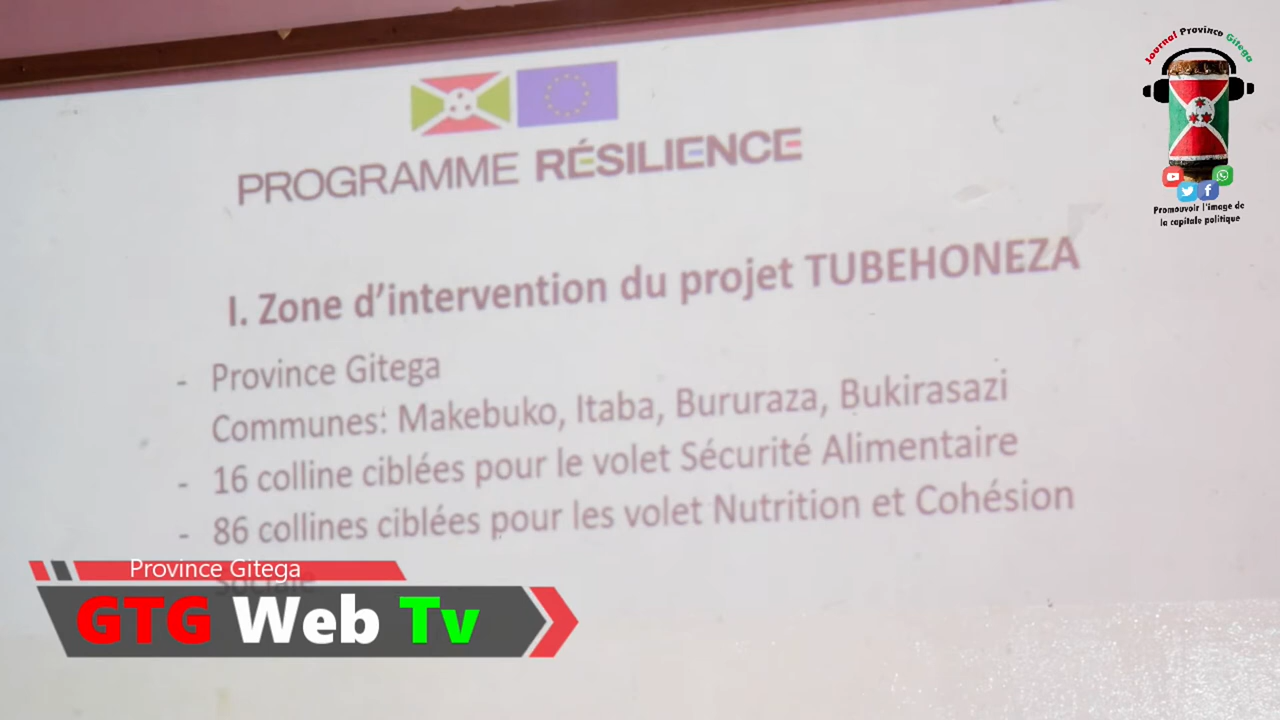 Journal Province Gitega
Promouvoir l'image de
la capitale politique
PROGRAMME RÉSILIENCE
I. Zone d'intervention du projet TUBEHONEZA
- Province Gitega
Communes: Makebuko, Itaba, Bururaza, Bukirasazi
- 16 colline ciblées pour le volet Sécurité Alimentaire
- 86 collines ciblées pour les volet Nutrition et Cohésion
Sociale
Province Gitega
GTG Web Tv